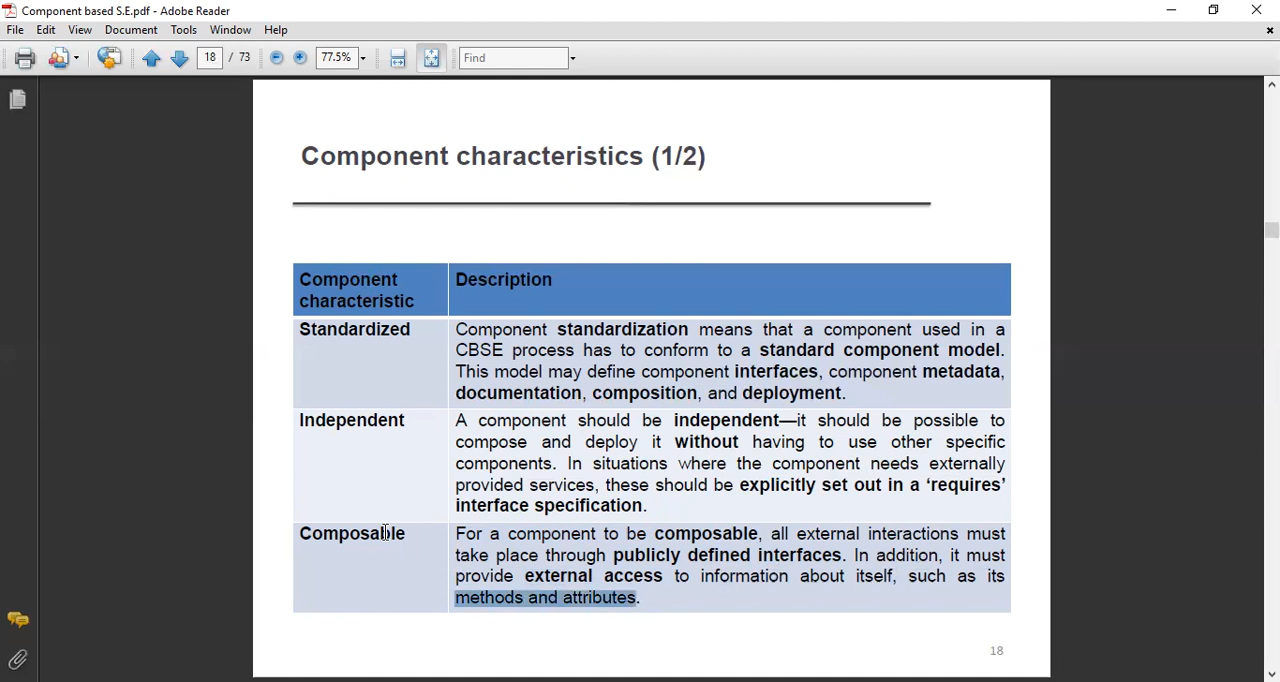 Component based S.E.pdf - Adobe Reader
File Edit View Document Tools Window Help
18 / 73 77.5% Find
Component characteristics (1/2)
Component characteristic
Description
Standardized
Component standardization means that a component used in a
CBSE process has to conform to a standard component model.
This model may define component interfaces, component metadata,
documentation, composition, and deployment.
Independent
A component should be independent—it should be possible to
compose and deploy it without having to use other specific
components. In situations where the component needs externally
provided services, these should be explicitly set out in a ‘requires’
interface specification.
Composable
For a component to be composable, all external interactions must
take place through publicly defined interfaces. In addition, it must
provide external access to information about itself, such as its
methods and attributes.
18